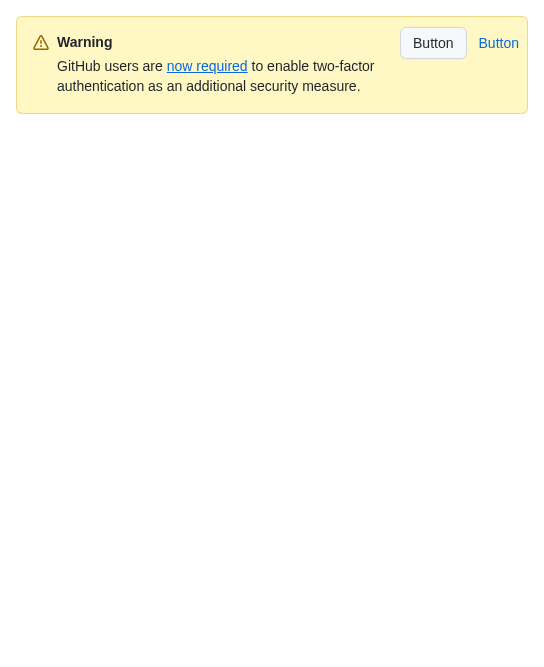 Warning
Button
Button
GitHub users are now required to enable two-factor
authentication as an additional security measure.